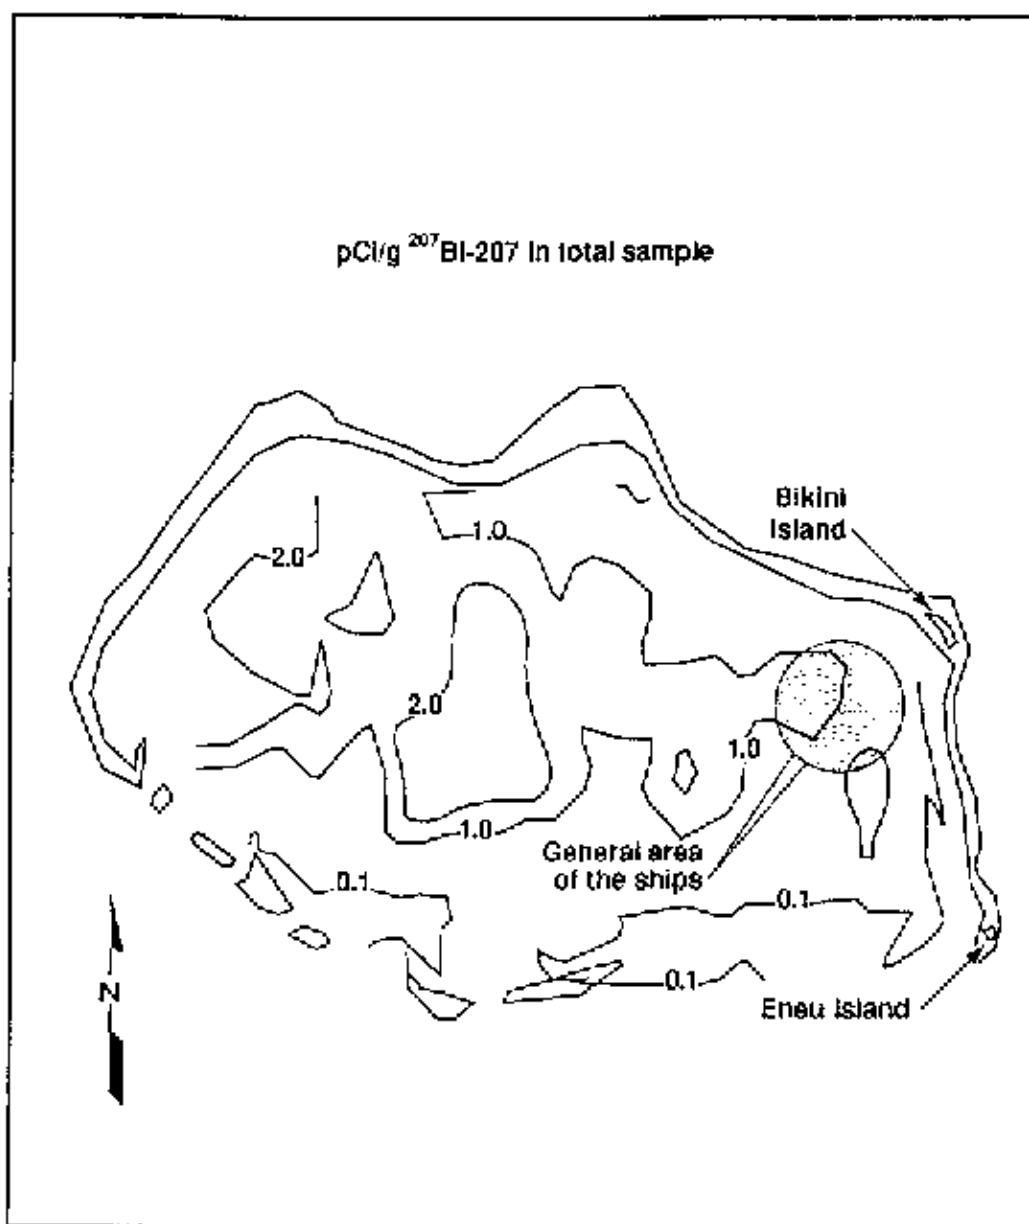 pCi/g ²⁰⁷Bi-207 in total sample
Bikini
Island
1.0
2.0
2.0
1.0
1.0
General area
of the ships
0.1
0.1
N
0.1
Eneu Island